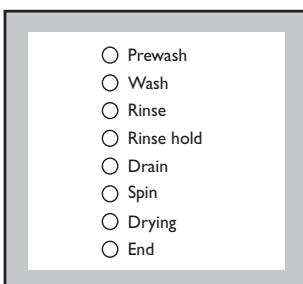 Prewash
Wash
Rinse
Rinse hold
Drain
Spin
Drying
End